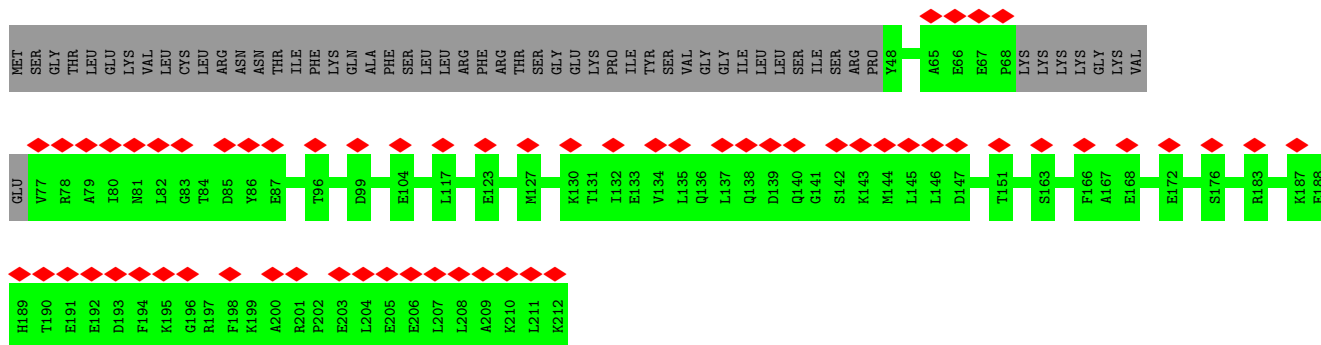 MET SER GLY THR LEU GLU LYS VAL LEU CYS LEU ARG ASN ASN THR ILE PHE LYS GLN ALA PHE SER LEU LEU ARG PHE ARG THR SER GLY GLU LYS PRO ILE TYR SER VAL GLY GLY ILE LEU LEU SER ILE SER ARG PRO Y48 A65 E66 E67 P68 LYS LYS LYS LYS GLY LYS VAL
GLU V77 R78 A79 I80 N81 L82 G83 T84 D85 Y86 E87 T96 D99 E104 L117 E123 M127 K130 T131 I132 E133 V134 L135 Q136 L137 Q138 D139 Q140 G141 S142 K143 M144 L145 L146 D147 T151 S163 F166 A167 E168 E172 S176 R183 K187
H189 T190 E191 E192 D193 F194 K195 G196 R197 F198 K199 A200 R201 P202 E203 L204 E205 E206 L207 L208 A209 K210 L211 K212